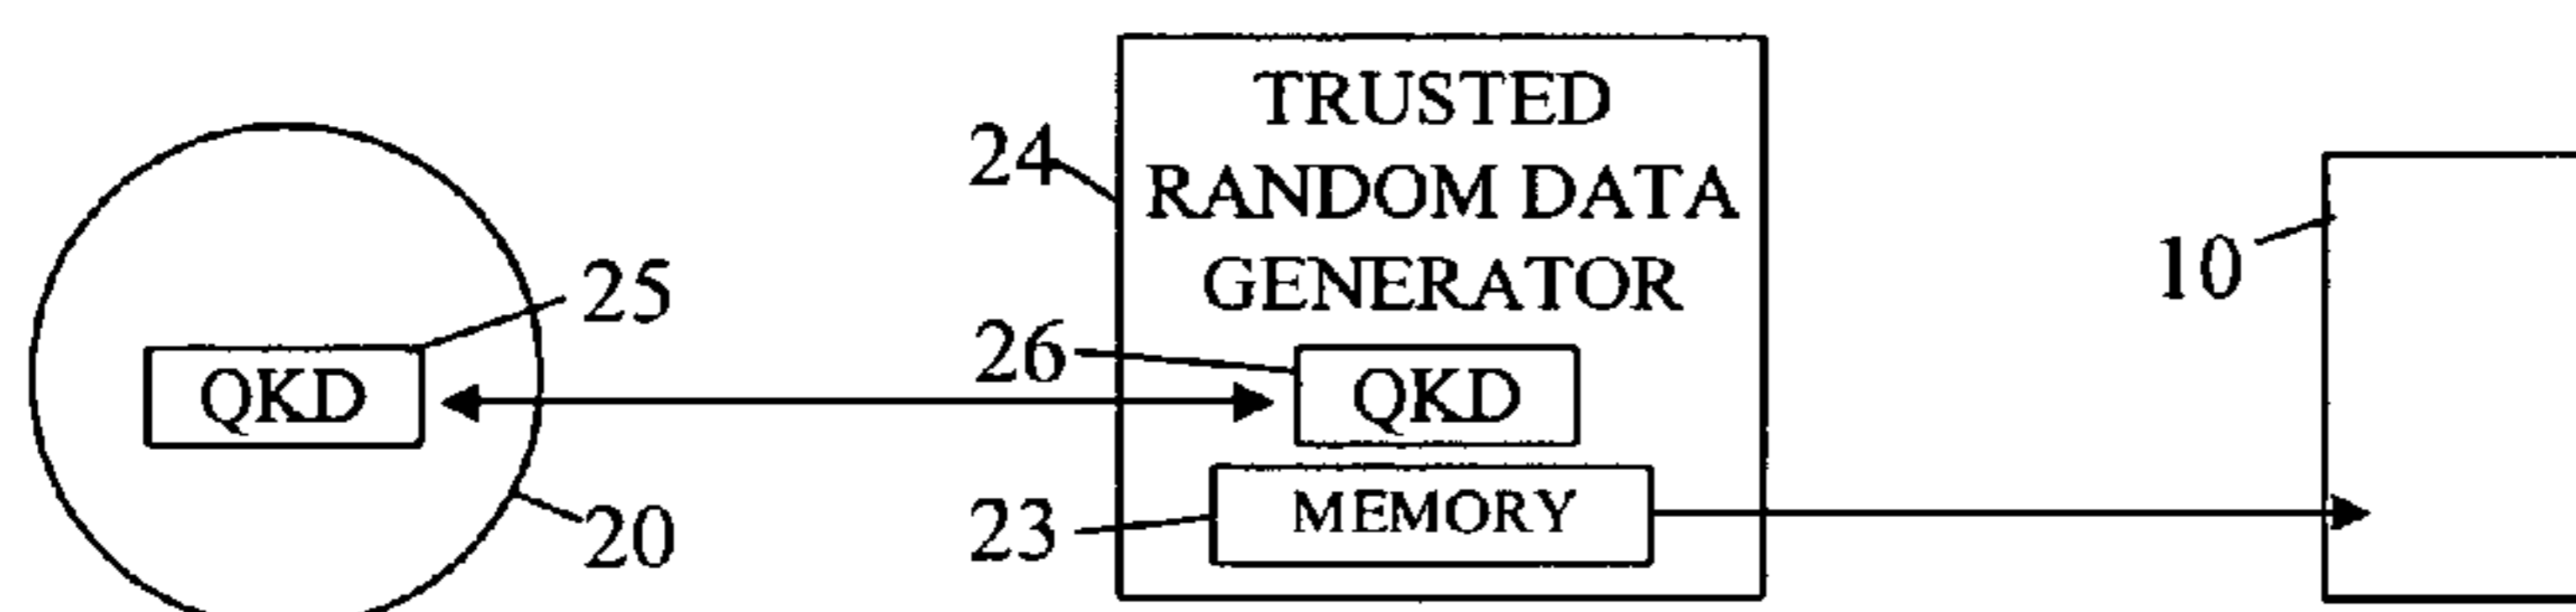 TRUSTED
RANDOM DATA
GENERATOR
24
10
25
26
QKD
QKD
23
MEMORY
20